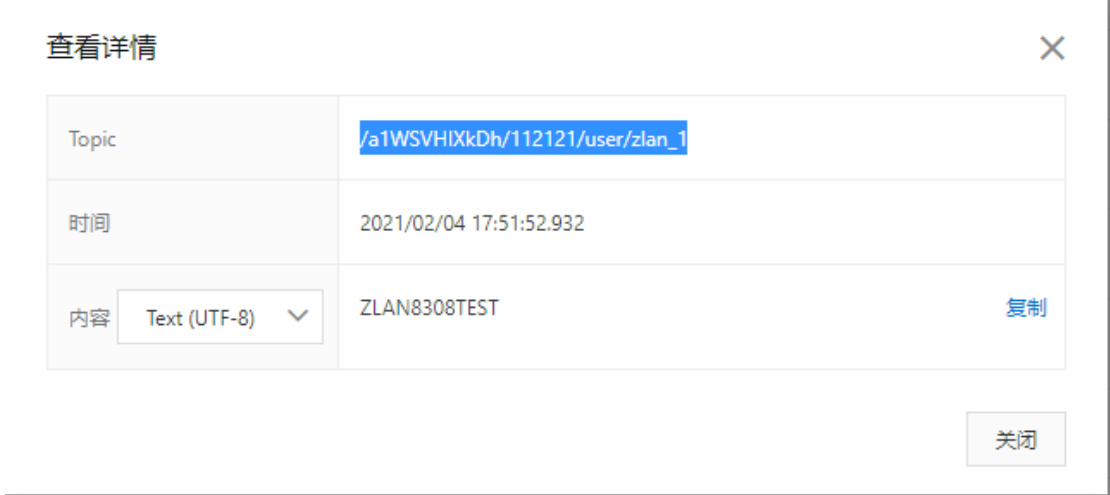 查看详情
Topic
/a1WSVHlXkDh/112121/user/zlan_1
时间
2021/02/04 17:51:52.932
内容 Text (UTF-8)
ZLAN8308TEST
复制
关闭